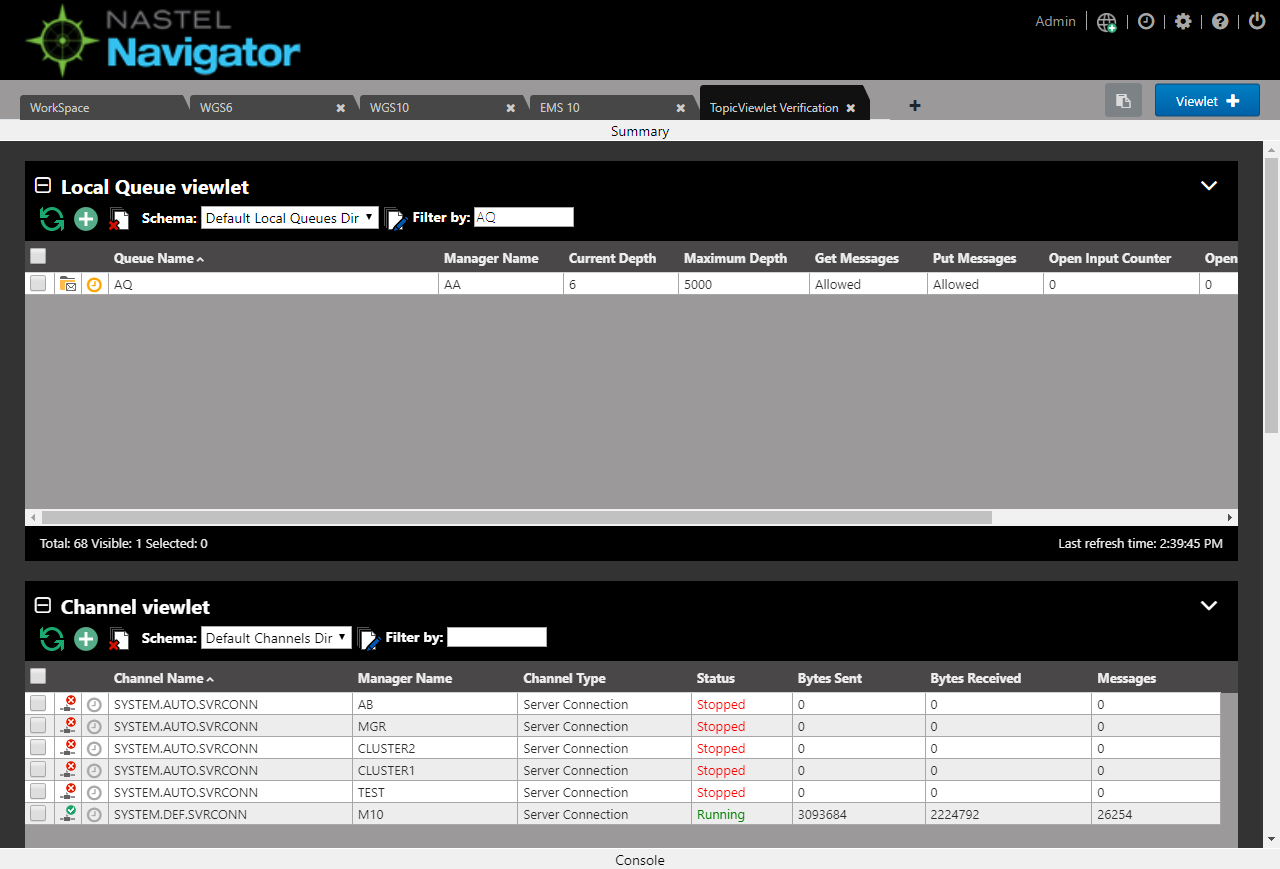 NASTEL
Navigator
Admin
WorkSpace WGS6 WGS10 EMS 10 TopicViewlet Verification Viewlet
Summary
Local Queue viewlet
Schema: Default Local Queues Dir Filter by: AQ
Queue Name Manager Name Current Depth Maximum Depth Get Messages Put Messages Open Input Counter Open
AQ AA 6 5000 Allowed Allowed 0 0
Total: 68 Visible: 1 Selected: 0 Last refresh time: 2:39:45 PM
Channel viewlet
Schema: Default Channels Dir Filter by:
Channel Name Manager Name Channel Type Status Bytes Sent Bytes Received Messages
SYSTEM.AUTO.SVRCONN AB Server Connection Stopped 0 0 0
SYSTEM.AUTO.SVRCONN MGR Server Connection Stopped 0 0 0
SYSTEM.AUTO.SVRCONN CLUSTER2 Server Connection Stopped 0 0 0
SYSTEM.AUTO.SVRCONN CLUSTER1 Server Connection Stopped 0 0 0
SYSTEM.AUTO.SVRCONN TEST Server Connection Stopped 0 0 0
SYSTEM.DEF.SVRCONN M10 Server Connection Running 3093684 2224792 26254
Console